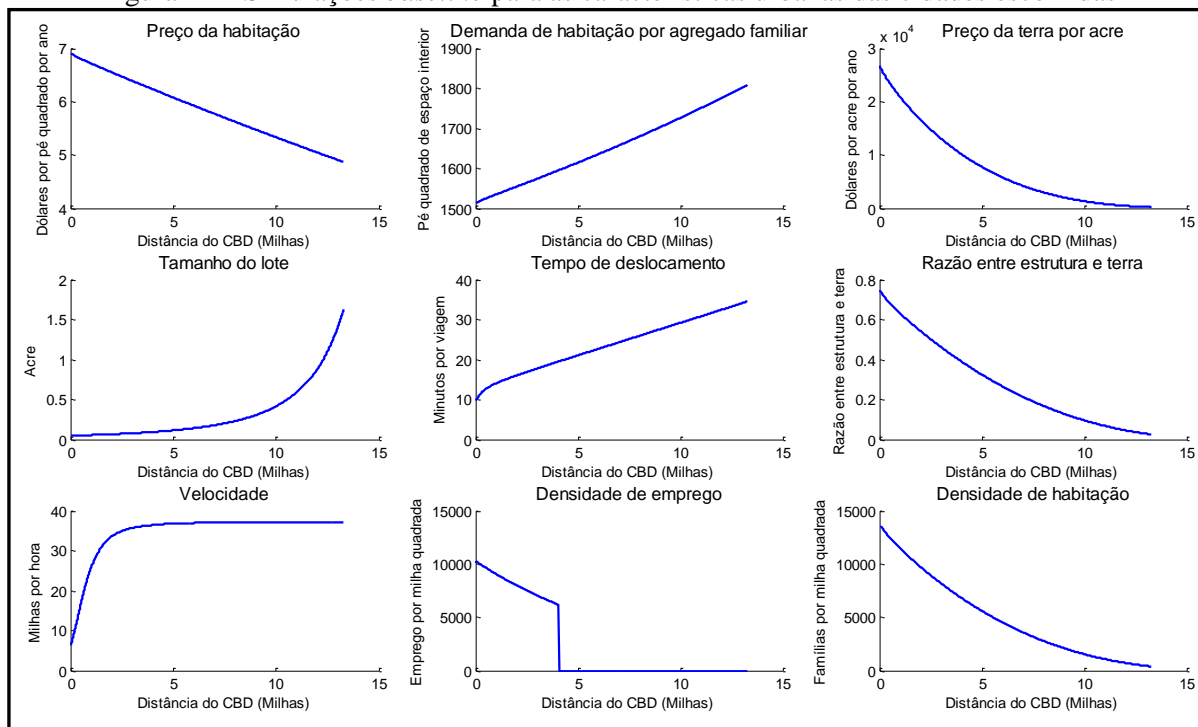 Preço da habitação
Dólares por pé quadrado por ano
7
6
5
4
0 5 10 15
Distância do CBD (Milhas)
Demanda de habitação por agregado familiar
Pé quadrado de espaço interior
1900
1800
1700
1600
1500
0 5 10 15
Distância do CBD (Milhas)
Preço da terra por acre
x 10^4
Dólares por acre por ano
3
2
1
0
0 5 10 15
Distância do CBD (Milhas)
Tamanho do lote
Acre
2
1.5
1
0.5
0
0 5 10 15
Distância do CBD (Milhas)
Tempo de deslocamento
Minutos por viagem
40
30
20
10
0
0 5 10 15
Distância do CBD (Milhas)
Razão entre estrutura e terra
Razão entre estrutura e terra
0.8
0.6
0.4
0.2
0
0 5 10 15
Distância do CBD (Milhas)
Velocidade
Milhas por hora
40
30
20
10
0
0 5 10 15
Distância do CBD (Milhas)
Densidade de emprego
Emprego por milha quadrada
15000
10000
5000
0
0 5 10 15
Distância do CBD (Milhas)
Densidade de habitação
Famílias por milha quadrada
15000
10000
5000
0
0 5 10 15
Distância do CBD (Milhas)